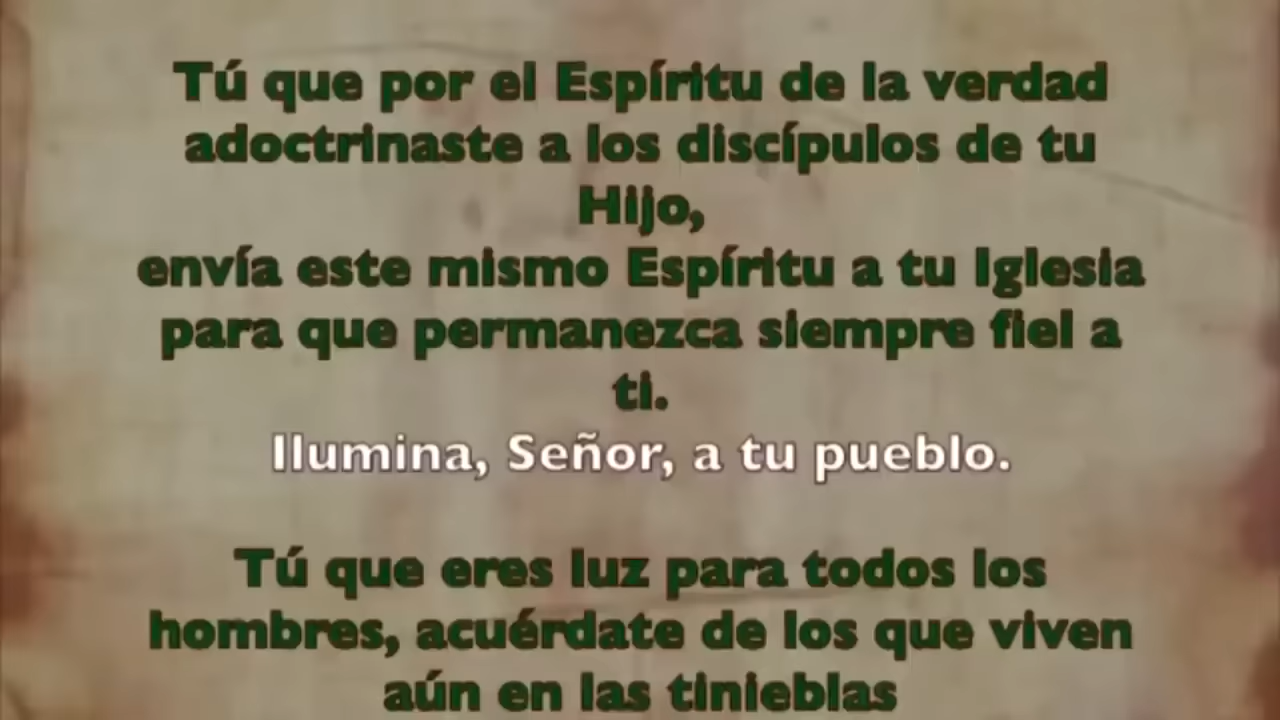 Tú que por el Espíritu de la verdad
adoctrinaste a los discípulos de tu
Hijo,
envía este mismo Espíritu a tu Iglesia
para que permanezca siempre fiel a
ti.
Ilumina, Señor, a tu pueblo.
Tú que eres luz para todos los
hombres, acuérdate de los que viven
aún en las tinieblas